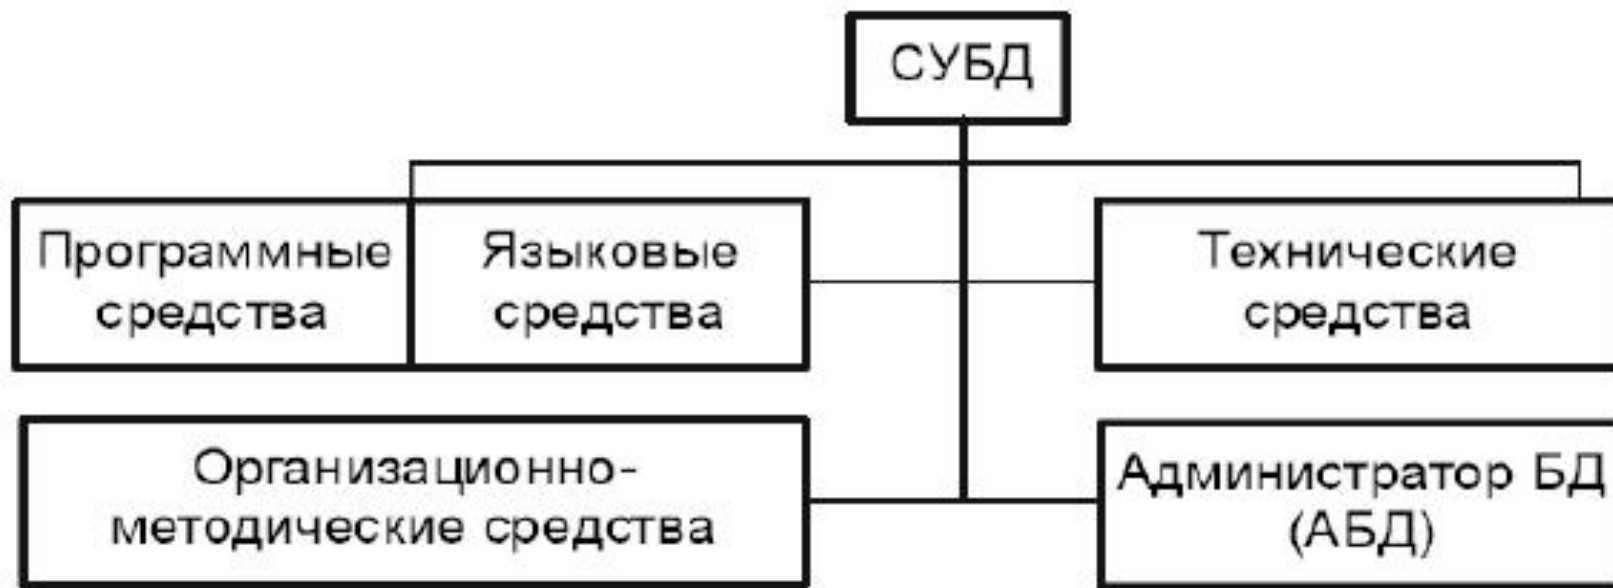 СУБД
Программные
средства
Языковые
средства
Технические
средства
Организационно-
методические средства
Администратор БД
(АБД)